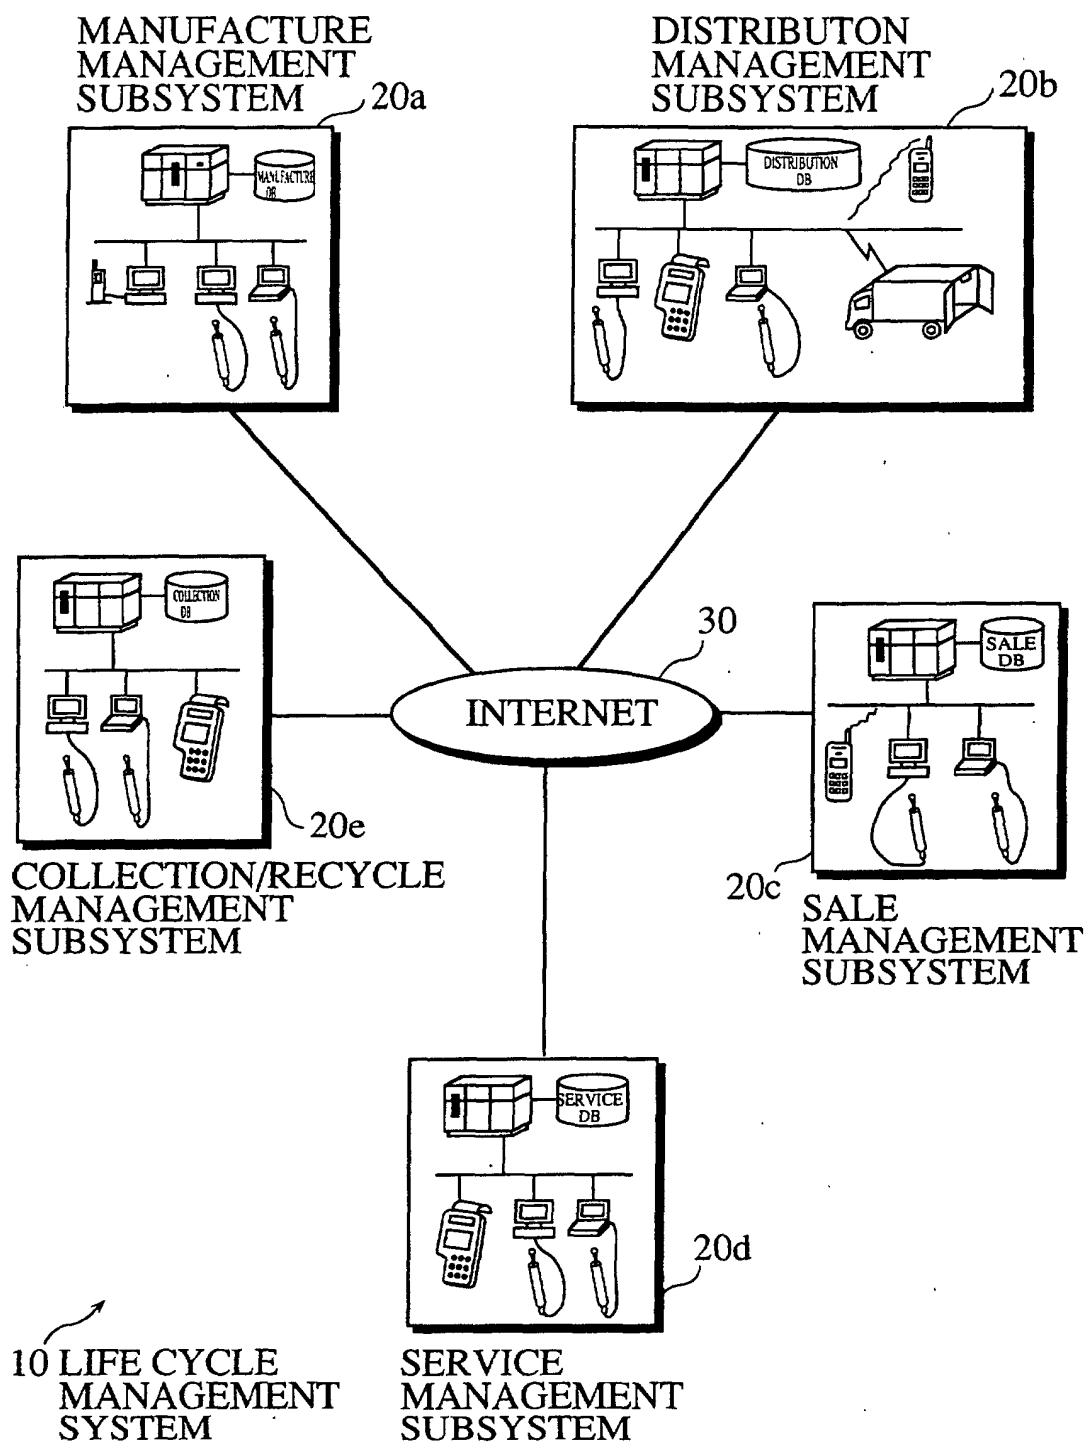 MANUFACTURE
MANAGEMENT
SUBSYSTEM
20a
MANUFACTURE
DB
DISTRIBUTON
MANAGEMENT
SUBSYSTEM
20b
DISTRIBUTION
DB
COLLECTION
DB
20e
COLLECTION/RECYCLE
MANAGEMENT
SUBSYSTEM
30
INTERNET
SALE
DB
20c
SALE
MANAGEMENT
SUBSYSTEM
SERVICE
DB
20d
10 LIFE CYCLE
MANAGEMENT
SYSTEM
SERVICE
MANAGEMENT
SUBSYSTEM